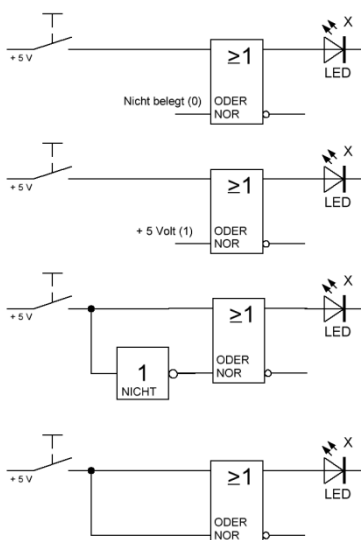 X
≥1
+ 5 V
LED
Nicht belegt (0)
ODER
NOR
X
≥1
+ 5 V
LED
+ 5 Volt (1)
ODER
NOR
X
≥1
+ 5 V
LED
1
ODER
NICHT
NOR
X
≥1
+ 5 V
LED
ODER
NOR